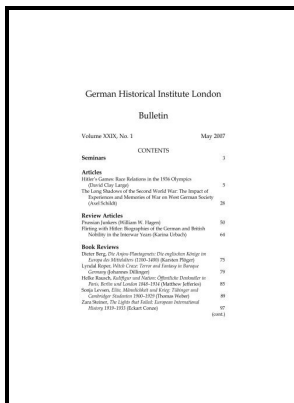 German Historical Institute London
Bulletin
Volume XXIX, No. 1 May 2007
CONTENTS
Seminars 3
Articles
Hitler's Games: Race Relations in the 1936 Olympics
(David Clay Large) 5
The Long Shadows of the Second World War: The Impact of
Experiences and Memories of War on West German Society
(Axel Schildt) 28
Review Articles
Prussian Junkers (William W. Hagen) 50
Flirting with Hitler: Biographies of the German and British
Nobility in the Interwar Years (Karina Urbach) 64
Book Reviews
Dieter Berg, Die Anjou-Plantagenets: Die englischen Könige im
Europa des Mittelalters (1100–1400) (Karsten Plöger) 75
Lyndal Roper, Witch Craze: Terror and Fantasy in Baroque
Germany (Johannes Dillinger) 79
Helke Rausch, Kultfigur und Nation: Öffentliche Denkmäler in
Paris, Berlin und London 1848–1914 (Matthew Jefferies) 85
Sonja Levsen, Elite, Männlichkeit und Krieg: Tübinger und
Cambridger Studenten 1900–1929 (Thomas Weber) 89
Zara Steiner, The Lights that Failed: European International
History 1919–1933 (Eckart Conze) 97
(cont.)